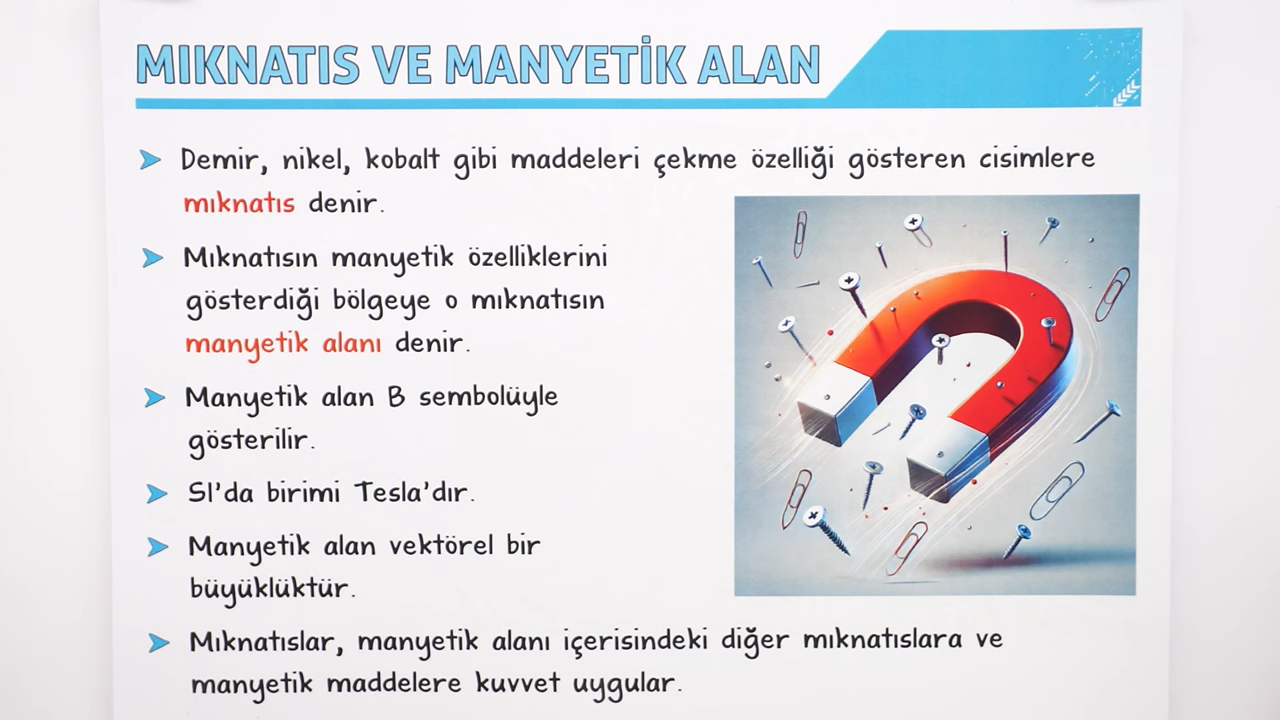 MIKNATIS VE MANYETİK ALAN
Demir, nikel, kobalt gibi maddeleri çekme özelliği gösteren cisimlere
mıknatıs denir.
Mıknatısın manyetik özelliklerini
gösterdiği bölgeye o mıknatısın
manyetik alanı denir.
Manyetik alan B sembolüyle
gösterilir.
SI'da birimi Tesla'dır.
Manyetik alan vektörel bir
büyüklüktür.
Mıknatıslar, manyetik alanı içerisindeki diğer mıknatıslara ve
manyetik maddelere kuvvet uygular.